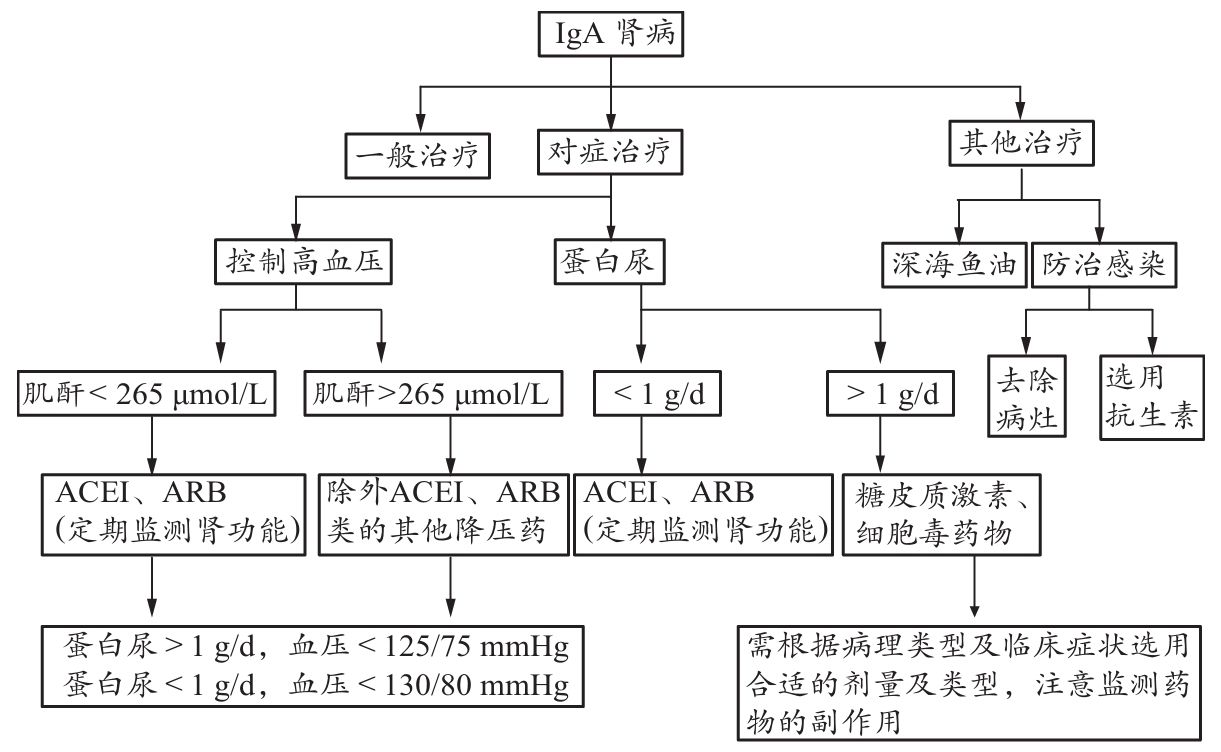 IgA 肾病
一般治疗
对症治疗
其他治疗
控制高血压
蛋白尿
深海鱼油
防治感染
肌酐 < 265 μmol/L
肌酐>265 μmol/L
< 1 g/d
> 1 g/d
去除
病灶
选用
抗生素
ACEI、ARB
(定期监测肾功能)
除外ACEI、ARB
类的其他降压药
ACEI、ARB
(定期监测肾功能)
糖皮质激素、
细胞毒药物
蛋白尿 > 1 g/d，血压 < 125/75 mmHg
蛋白尿 < 1 g/d，血压 < 130/80 mmHg
需根据病理类型及临床症状选用
合适的剂量及类型，注意监测药
物的副作用